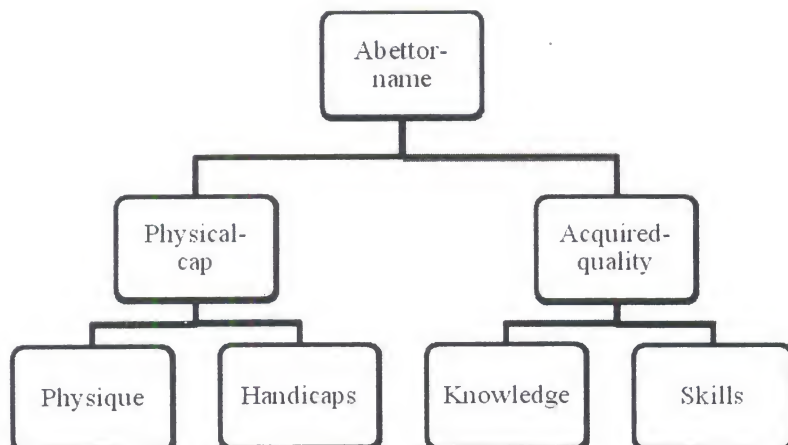 Abettor-
name
Physical-
cap
Acquired-
quality
Physique
Handicaps
Knowledge
Skills